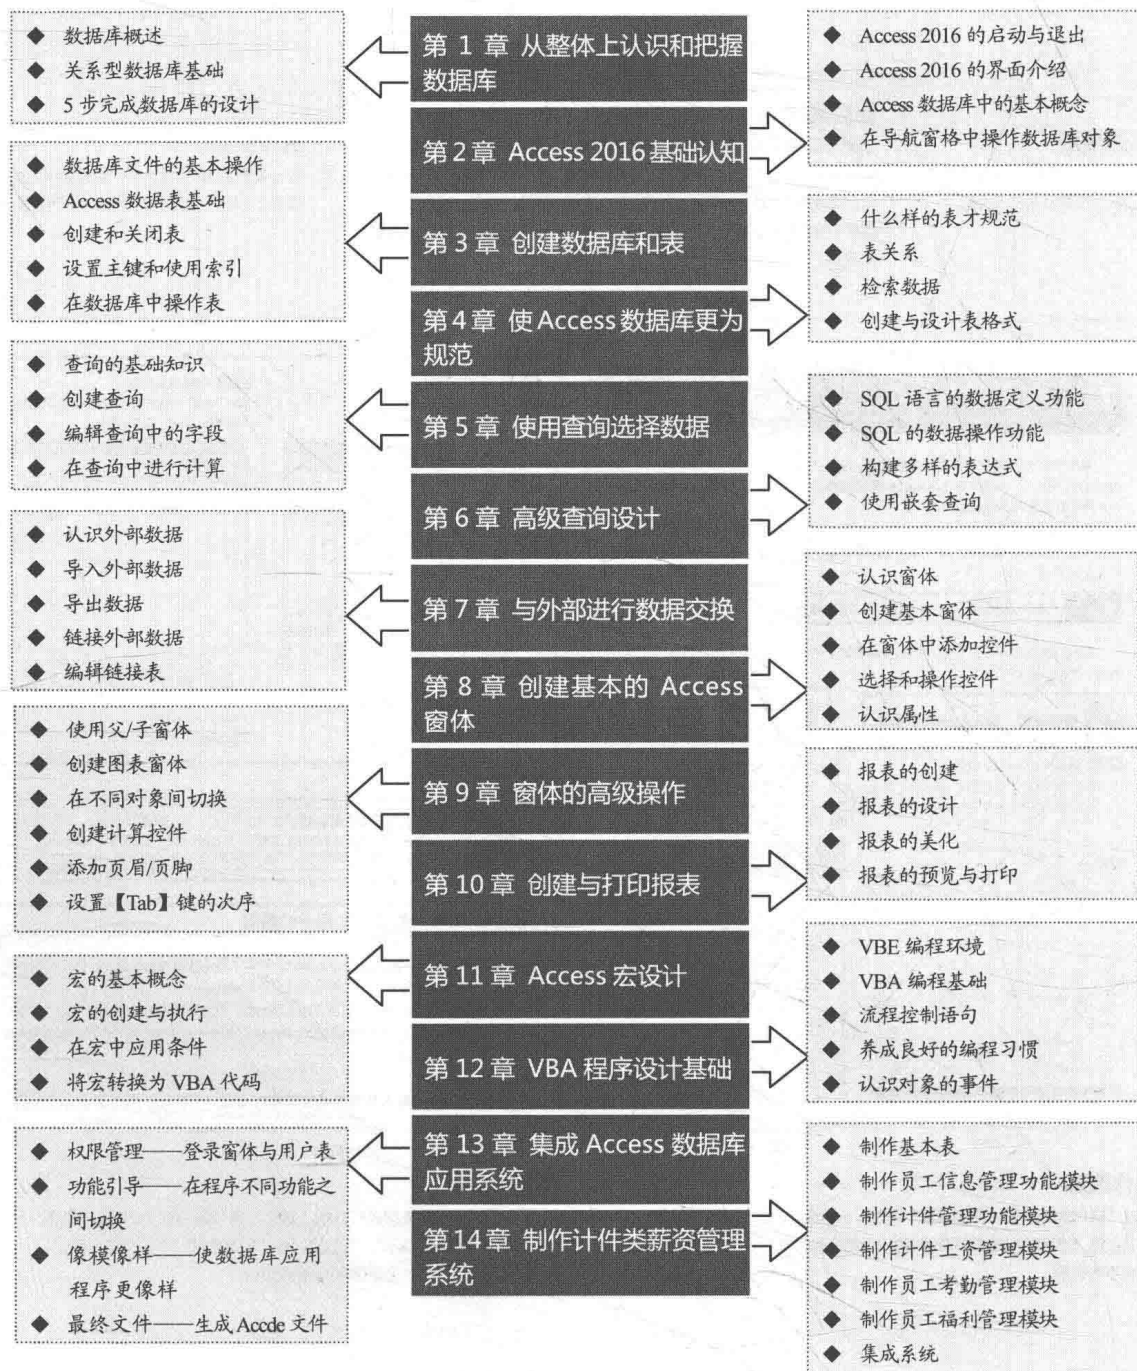 第 1 章 从整体上认识和把握
数据库
◆ 数据库概述
◆ 关系型数据库基础
◆ 5 步完成数据库的设计
第 2 章 Access 2016 基础认知
◆ Access 2016 的启动与退出
◆ Access 2016 的界面介绍
◆ Access 数据库中的基本概念
◆ 在导航窗格中操作数据库对象
第 3 章 创建数据库和表
◆ 数据库文件的基本操作
◆ Access 数据表基础
◆ 创建和关闭表
◆ 设置主键和使用索引
◆ 在数据库中操作表
第 4 章 使 Access 数据库更为
规范
◆ 什么样的表才规范
◆ 表关系
◆ 检索数据
◆ 创建与设计表格式
第 5 章 使用查询选择数据
◆ 查询的基础知识
◆ 创建查询
◆ 编辑查询中的字段
◆ 在查询中进行计算
第 6 章 高级查询设计
◆ SQL 语言的数据定义功能
◆ SQL 的数据操作功能
◆ 构建多样的表达式
◆ 使用嵌套查询
第 7 章 与外部进行数据交换
◆ 认识外部数据
◆ 导入外部数据
◆ 导出数据
◆ 链接外部数据
◆ 编辑链接表
第 8 章 创建基本的 Access
窗体
◆ 认识窗体
◆ 创建基本窗体
◆ 在窗体中添加控件
◆ 选择和操作控件
◆ 认识属性
第 9 章 窗体的高级操作
◆ 使用父/子窗体
◆ 创建图表窗体
◆ 在不同对象间切换
◆ 创建计算控件
◆ 添加页眉/页脚
◆ 设置【Tab】键的次序
第 10 章 创建与打印报表
◆ 报表的创建
◆ 报表的设计
◆ 报表的美化
◆ 报表的预览与打印
第 11 章 Access 宏设计
◆ 宏的基本概念
◆ 宏的创建与执行
◆ 在宏中应用条件
◆ 将宏转换为 VBA 代码
第 12 章 VBA 程序设计基础
◆ VBE 编程环境
◆ VBA 编程基础
◆ 流程控制语句
◆ 养成良好的编程习惯
◆ 认识对象的事件
第 13 章 集成 Access 数据库
应用系统
◆ 权限管理——登录窗体与用户表
◆ 功能引导——在程序不同功能之
间切换
◆ 像模像样——使数据库应用
程序更像样
◆ 最终文件——生成 Accde 文件
第 14 章 制作计件类薪资管理
系统
◆ 制作基本表
◆ 制作员工信息管理功能模块
◆ 制作计件管理功能模块
◆ 制作计件工资管理模块
◆ 制作员工考勤管理模块
◆ 制作员工福利管理模块
◆ 集成系统